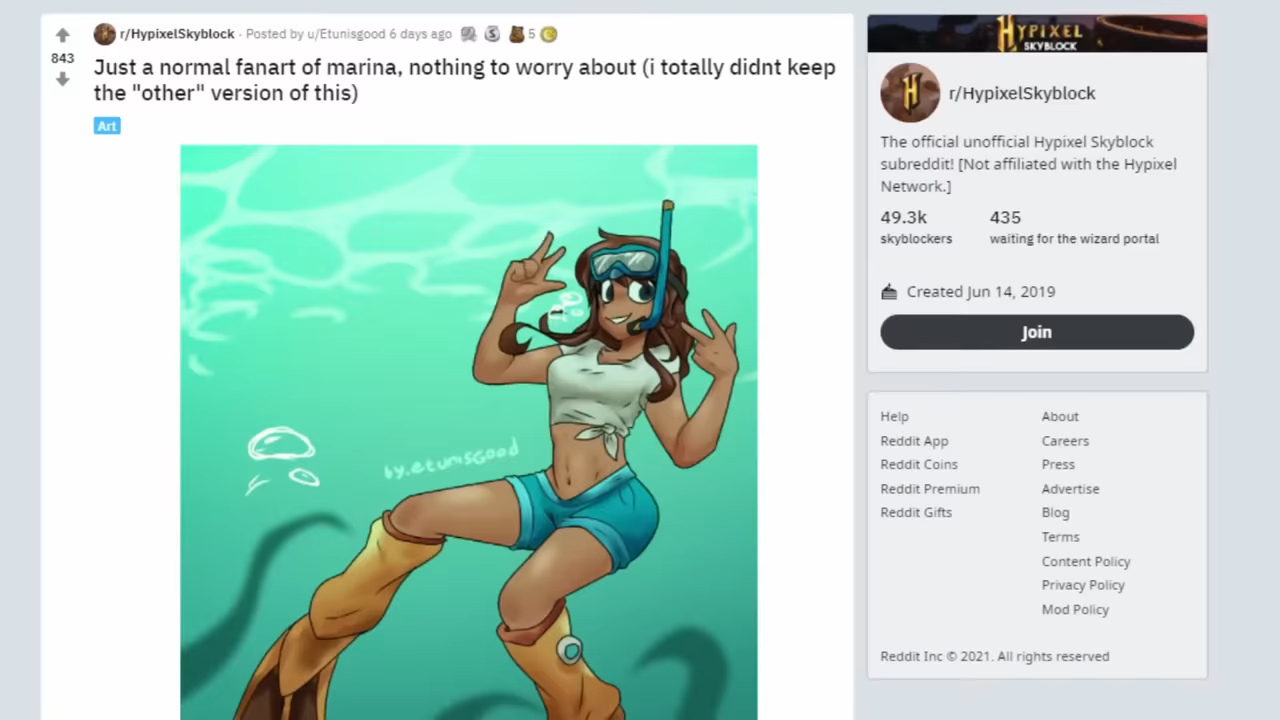 r/HypixelSkyblock · Posted by u/Etunisgood 6 days ago 5
843
Just a normal fanart of marina, nothing to worry about (i totally didnt keep
the "other" version of this)
Art
by.etunisGood
HYPIXEL
SKYBLOCK
r/HypixelSkyblock
The official unofficial Hypixel Skyblock
subreddit! [Not affiliated with the Hypixel
Network.]
49.3k 435
skyblockers waiting for the wizard portal
Created Jun 14, 2019
Join
Help About
Reddit App Careers
Reddit Coins Press
Reddit Premium Advertise
Reddit Gifts Blog
Terms
Content Policy
Privacy Policy
Mod Policy
Reddit Inc © 2021. All rights reserved